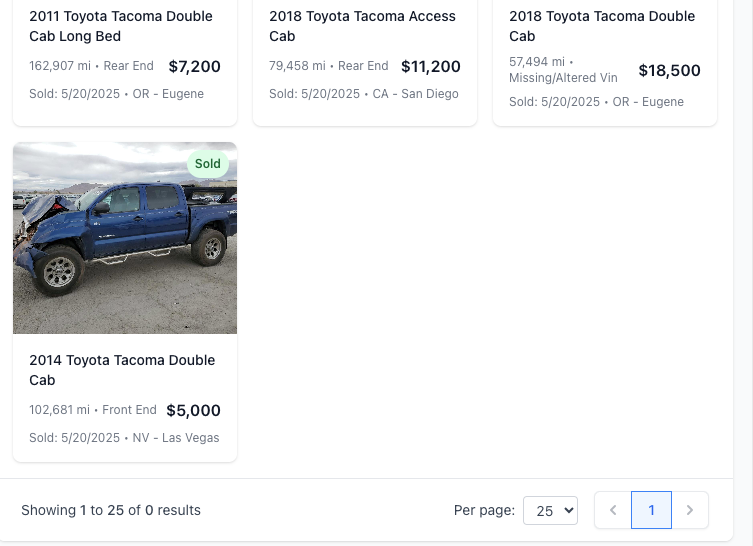 2011 Toyota Tacoma Double
Cab Long Bed
162,907 mi • Rear End $7,200
Sold: 5/20/2025 • OR - Eugene
2018 Toyota Tacoma Access
Cab
79,458 mi • Rear End $11,200
Sold: 5/20/2025 • CA - San Diego
2018 Toyota Tacoma Double
Cab
57,494 mi •
Missing/Altered Vin $18,500
Sold: 5/20/2025 • OR - Eugene
Sold
2014 Toyota Tacoma Double
Cab
102,681 mi • Front End $5,000
Sold: 5/20/2025 • NV - Las Vegas
Showing 1 to 25 of 0 results
Per page: 25
1